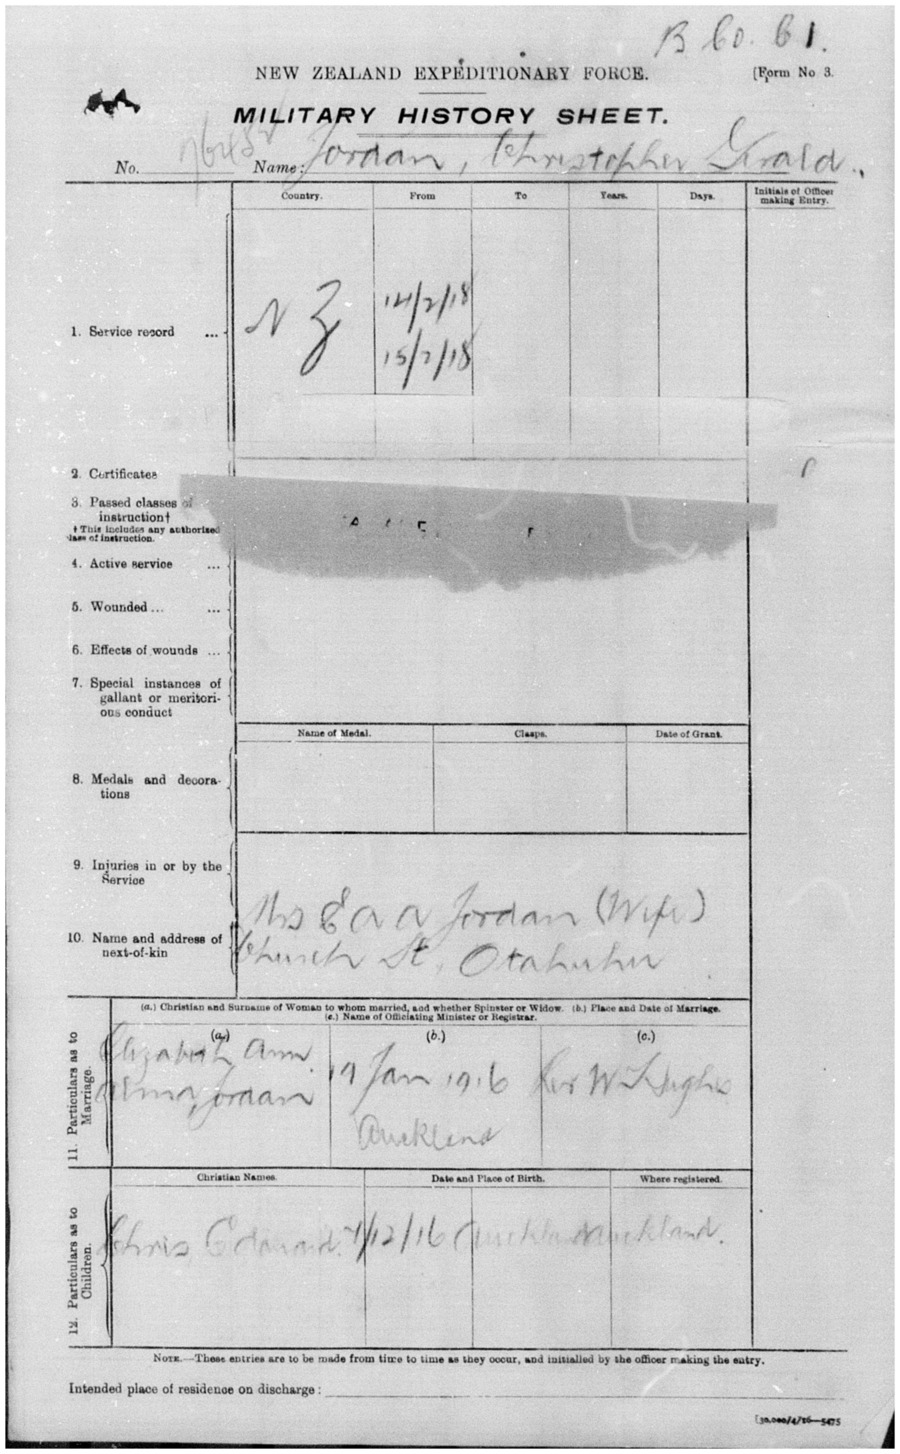 B Co. C 1.
NEW ZEALAND EXPEDITIONARY FORCE. [Form No 3.
MILITARY HISTORY SHEET.
No. Name: Jordan, Christopher Gerald.
Country. From To Years. Days. Initials of Officer
making Entry.
14/2/18
1. Service record ... N Z
15/2/18
2. Certificates
3. Passed classes of
instruction†
† This includes any authorized
class of instruction.
4. Active service ...
5. Wounded ... ...
6. Effects of wounds ...
7. Special instances of
gallant or meritori-
ous conduct
Name of Medal. Clasps. Date of Grant.
8. Medals and decora-
tions
9. Injuries in or by the
Service
Mrs E A A Jordan (Wife)
10. Name and address of
next-of-kin
Church St, Otahuhu
11. Particulars as to
Marriage.
(a.) Christian and Surname of Woman to whom married, and whether Spinster or Widow. (b.) Place and Date of Marriage.
(c.) Name of Officiating Minister or Registrar.
(a.) (b.) (c.)
Elizabeth Ann 19 Jan 1916 Rev W
Alma Jordan
Auckland
12. Particulars as to
Children.
Christian Names. Date and Place of Birth. Where registered.
Chris Edward. /12/16 Auckland Auckland.
NOTE.—These entries are to be made from time to time as they occur, and initialled by the officer making the entry.
Intended place of residence on discharge:
[30,000/4/16—5475